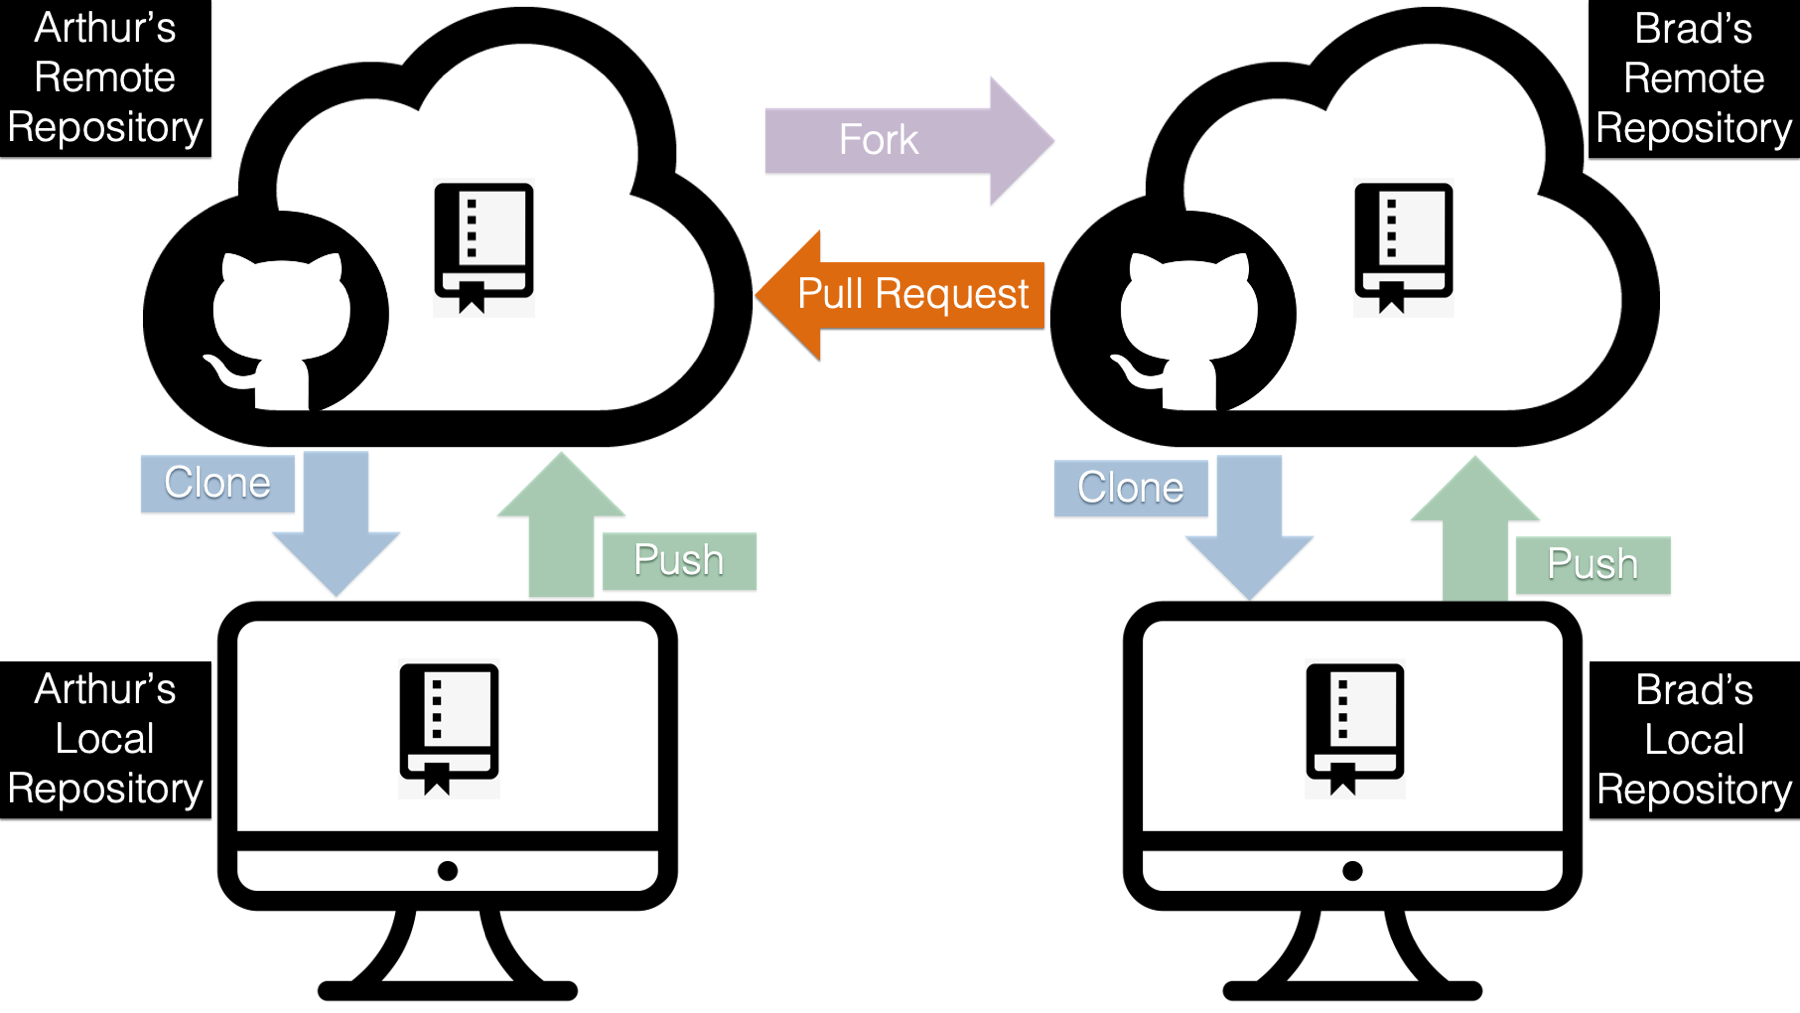 Arthur’s
Remote
Repository
Brad’s
Remote
Repository
Fork
Pull Request
Clone
Push
Clone
Push
Arthur’s
Local
Repository
Brad’s
Local
Repository